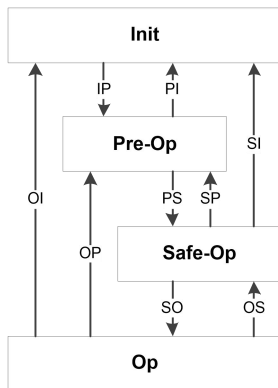 Init
IP PI
SI
Pre-Op
OI
PS SP
OP
Safe-Op
SO OS
Op